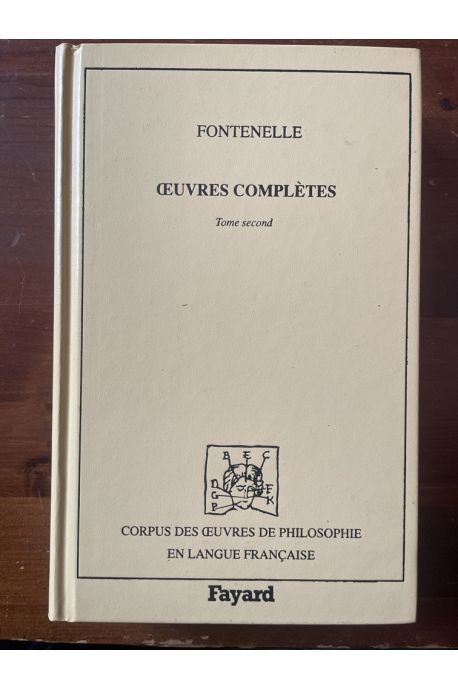 FONTENELLE
ŒUVRES COMPLÈTES
Tome second
B E C
D F
G K
P
CORPUS DES ŒUVRES DE PHILOSOPHIE
EN LANGUE FRANÇAISE
Fayard